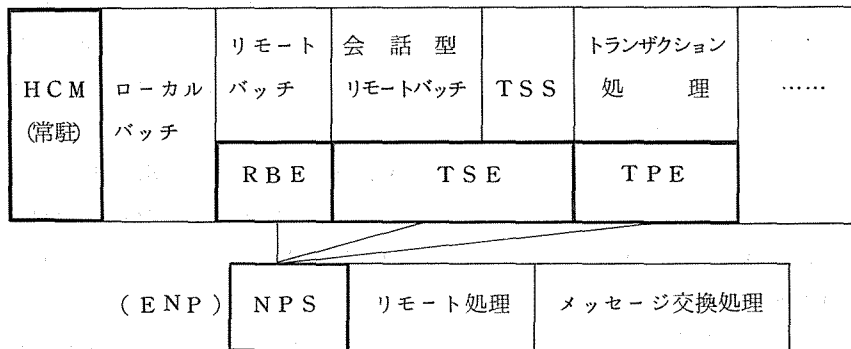 HCM
(常駐)
ローカル
バッチ
リモート
バッチ
RBE
会話型
リモートバッチ
TSS
TSE
トランザクション
処理
TPE
……
(ENP)
NPS
リモート処理
メッセージ交換処理